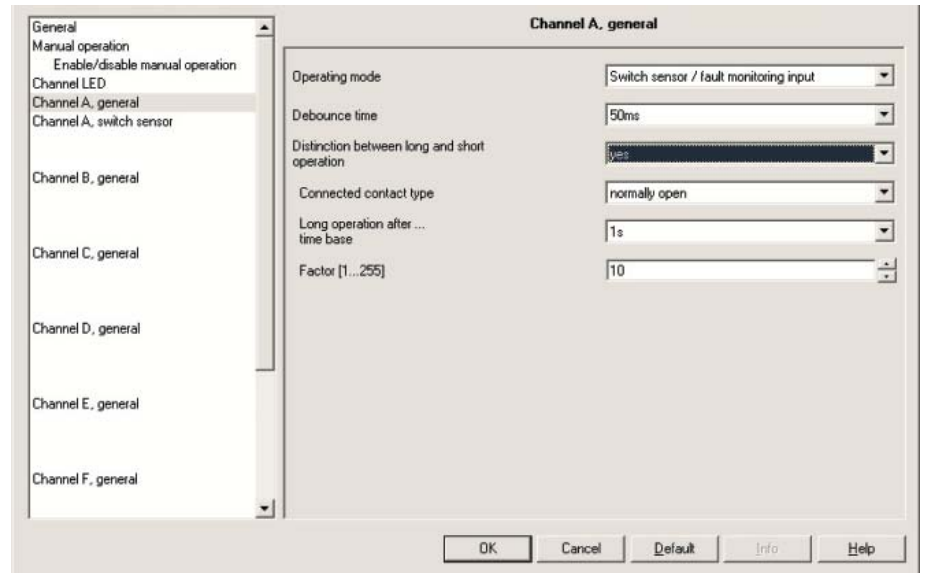 General
Manual operation
Enable/disable manual operation
Channel LED
Channel A, general
Channel A, switch sensor
Channel B, general
Channel C, general
Channel D, general
Channel E, general
Channel F, general
Channel A, general
Operating mode
Switch sensor / fault monitoring input
Debounce time
50ms
Distinction between long and short
operation
yes
Connected contact type
normally open
Long operation after ...
time base
1s
Factor [1...255]
10
OK
Cancel
Default
Info
Help